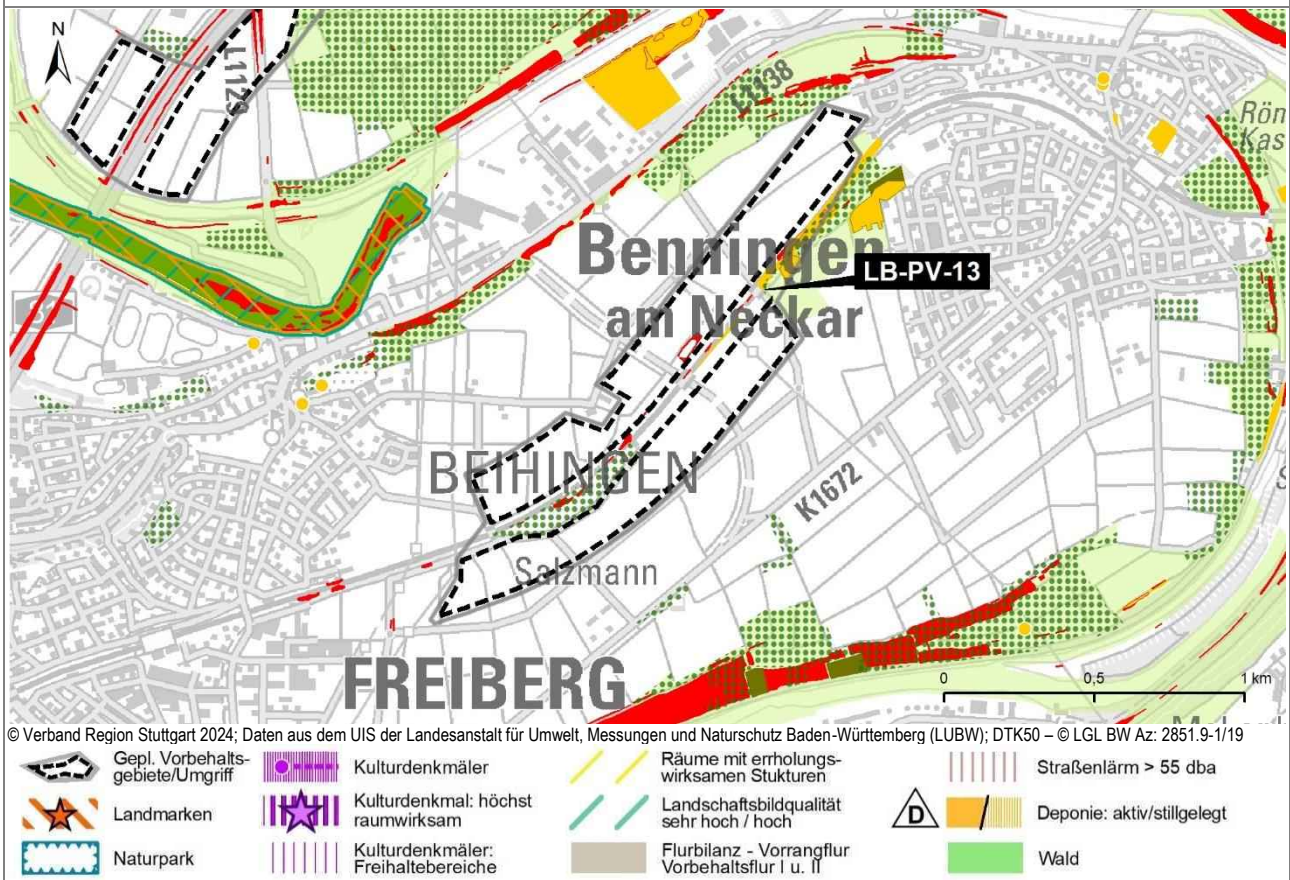 N
L1129
L1138
Röm
Kas
Benningen
am Neckar
LB-PV-13
BEIHINGEN
K1672
Salzmann
FREIBERG
0 0,5 1 km
© Verband Region Stuttgart 2024; Daten aus dem UIS der Landesanstalt für Umwelt, Messungen und Naturschutz Baden-Württemberg (LUBW); DTK50 – © LGL BW Az: 2851.9-1/19
Gepl. Vorbehalts-
gebiete/Umgriff
Landmarken
Naturpark
Kulturdenkmäler
Kulturdenkmal: höchst
raumwirksam
Kulturdenkmäler:
Freihaltebereiche
Räume mit errholungs-
wirksamen Stukturen
Landschaftsbildqualität
sehr hoch / hoch
Flurbilanz - Vorrangflur
Vorbehaltsflur I u. II
Straßenlärm > 55 dba
D
Deponie: aktiv/stillgelegt
Wald